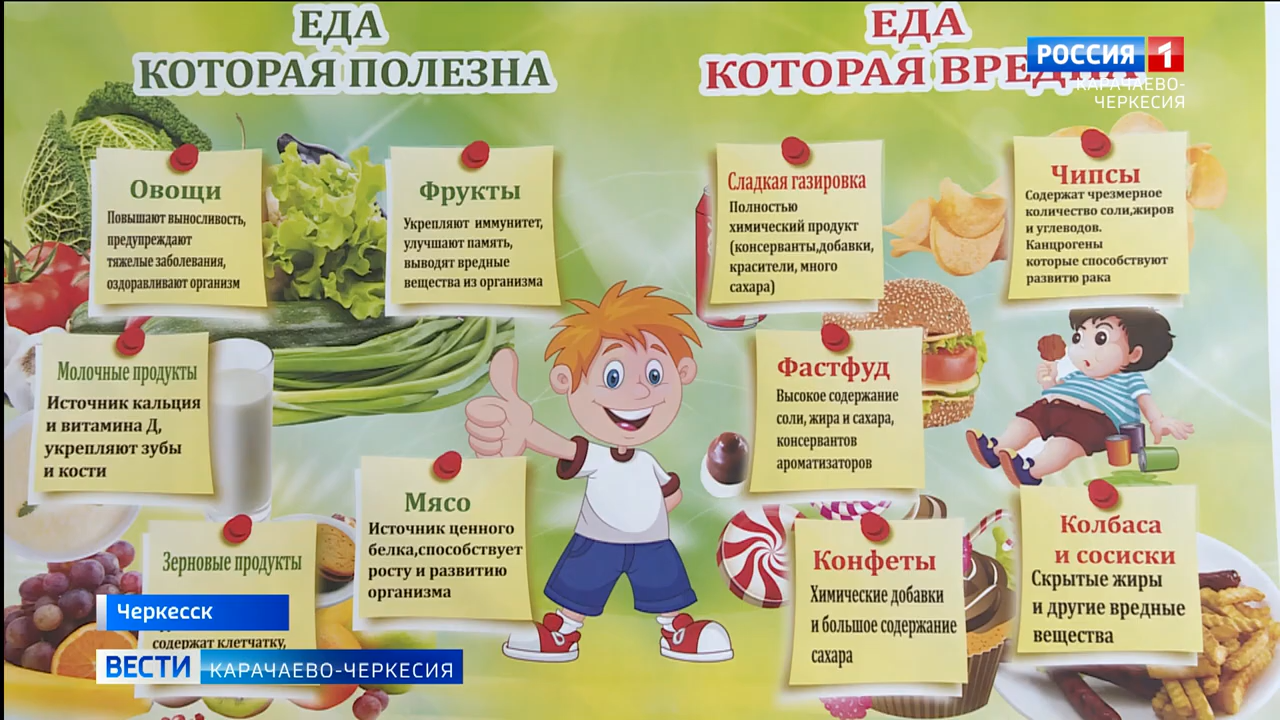 ЕДА
КОТОРАЯ ПОЛЕЗНА
ЕДА
КОТОРАЯ
РОССИЯ 1
КАРАЧАЕВО-
ЧЕРКЕСИЯ
Овощи
Повышают выносливость,
предупреждают
тяжелые заболевания,
оздоравливают организм
Фрукты
Укрепляют иммунитет,
улучшают память,
выводят вредные
вещества из организма
Сладкая газировка
Полностью
химический продукт
(консерванты,добавки,
красители, много
сахара)
Чипсы
Содержат чрезмерное
количество соли,жиров
и углеводов.
Канцрогены
которые способствуют
развитю рака
Молочные продукты
Источник кальция
и витамина Д,
укрепляют зубы
и кости
Мясо
Источник ценного
белка,способствует
росту и развитию
организма
Фастфуд
Высокое содержание
соли, жира и сахара,
консервантов
ароматизаторов
Зерновые продукты
содержат клетчатку,
Конфеты
Химические добавки
и большое содержание
сахара
Колбаса
и сосиски
Скрытые жиры
и другие вредные
вещества
Черкесск
ВЕСТИ КАРАЧАЕВО-ЧЕРКЕСИЯ